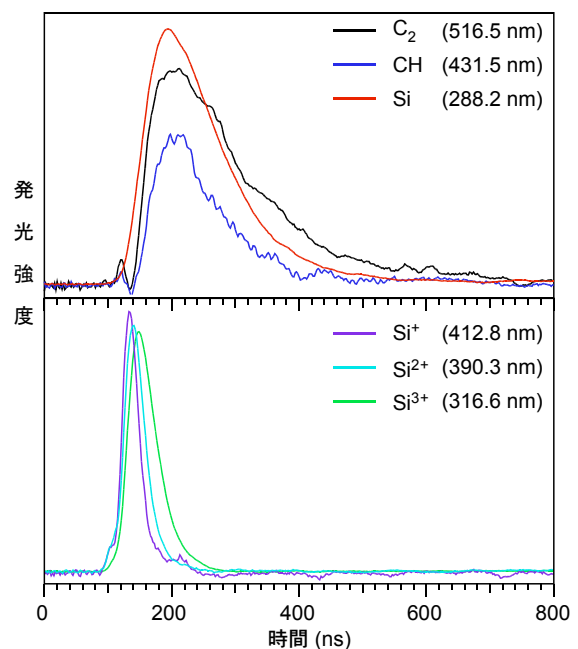 C₂ (516.5 nm)
CH (431.5 nm)
Si (288.2 nm)
発光強度
Si⁺ (412.8 nm)
Si²⁺ (390.3 nm)
Si³⁺ (316.6 nm)
0 200 400 600 800
時間 (ns)